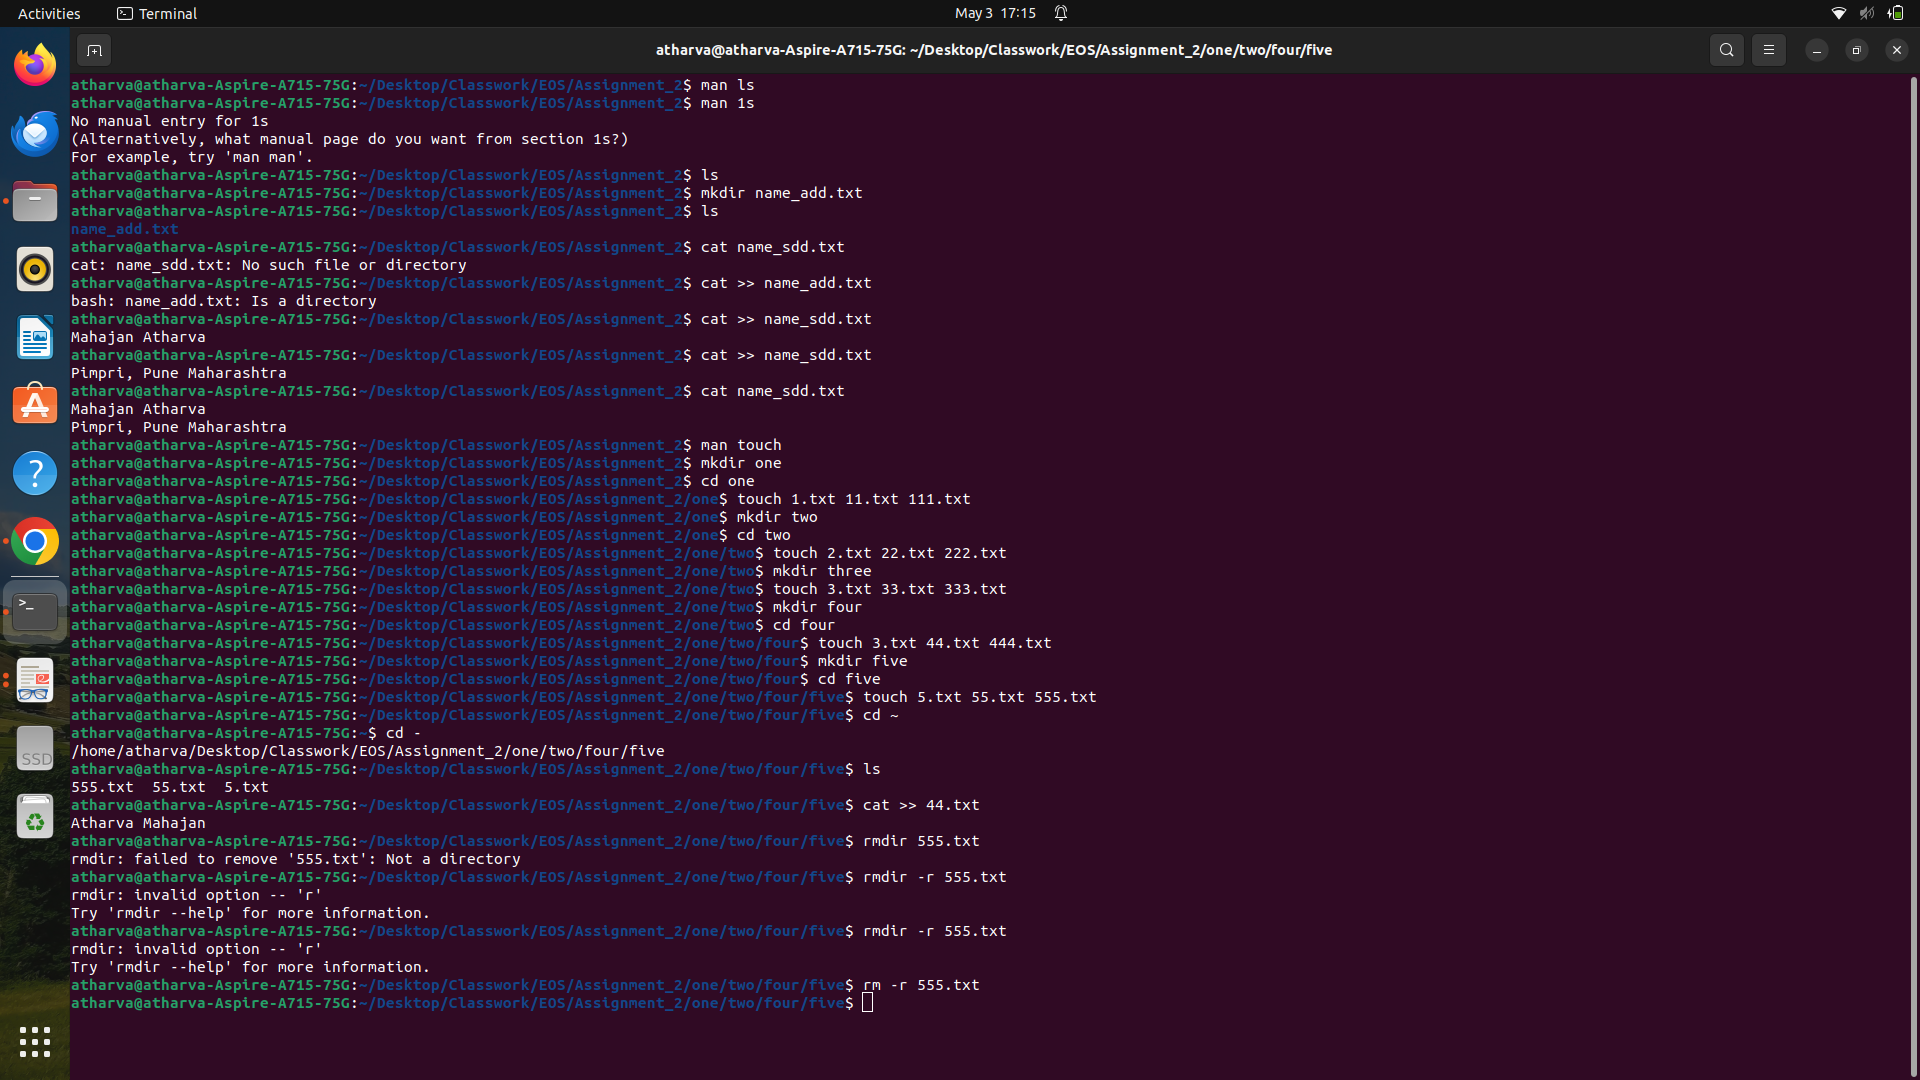 Activities
Terminal
May 3 17:15
atharva@atharva-Aspire-A715-75G: ~/Desktop/Classwork/EOS/Assignment_2/one/two/four/five
atharva@atharva-Aspire-A715-75G:~/Desktop/Classwork/EOS/Assignment_2$ man ls
atharva@atharva-Aspire-A715-75G:~/Desktop/Classwork/EOS/Assignment_2$ man 1s
No manual entry for 1s
(Alternatively, what manual page do you want from section 1s?)
For example, try 'man man'.
atharva@atharva-Aspire-A715-75G:~/Desktop/Classwork/EOS/Assignment_2$ ls
atharva@atharva-Aspire-A715-75G:~/Desktop/Classwork/EOS/Assignment_2$ mkdir name_add.txt
atharva@atharva-Aspire-A715-75G:~/Desktop/Classwork/EOS/Assignment_2$ ls
name_add.txt
atharva@atharva-Aspire-A715-75G:~/Desktop/Classwork/EOS/Assignment_2$ cat name_sdd.txt
cat: name_sdd.txt: No such file or directory
atharva@atharva-Aspire-A715-75G:~/Desktop/Classwork/EOS/Assignment_2$ cat >> name_add.txt
bash: name_add.txt: Is a directory
atharva@atharva-Aspire-A715-75G:~/Desktop/Classwork/EOS/Assignment_2$ cat >> name_sdd.txt
Mahajan Atharva
atharva@atharva-Aspire-A715-75G:~/Desktop/Classwork/EOS/Assignment_2$ cat >> name_sdd.txt
Pimpri, Pune Maharashtra
atharva@atharva-Aspire-A715-75G:~/Desktop/Classwork/EOS/Assignment_2$ cat name_sdd.txt
Mahajan Atharva
Pimpri, Pune Maharashtra
atharva@atharva-Aspire-A715-75G:~/Desktop/Classwork/EOS/Assignment_2$ man touch
atharva@atharva-Aspire-A715-75G:~/Desktop/Classwork/EOS/Assignment_2$ mkdir one
atharva@atharva-Aspire-A715-75G:~/Desktop/Classwork/EOS/Assignment_2$ cd one
atharva@atharva-Aspire-A715-75G:~/Desktop/Classwork/EOS/Assignment_2/one$ touch 1.txt 11.txt 111.txt
atharva@atharva-Aspire-A715-75G:~/Desktop/Classwork/EOS/Assignment_2/one$ mkdir two
atharva@atharva-Aspire-A715-75G:~/Desktop/Classwork/EOS/Assignment_2/one$ cd two
atharva@atharva-Aspire-A715-75G:~/Desktop/Classwork/EOS/Assignment_2/one/two$ touch 2.txt 22.txt 222.txt
atharva@atharva-Aspire-A715-75G:~/Desktop/Classwork/EOS/Assignment_2/one/two$ mkdir three
atharva@atharva-Aspire-A715-75G:~/Desktop/Classwork/EOS/Assignment_2/one/two$ touch 3.txt 33.txt 333.txt
atharva@atharva-Aspire-A715-75G:~/Desktop/Classwork/EOS/Assignment_2/one/two$ mkdir four
atharva@atharva-Aspire-A715-75G:~/Desktop/Classwork/EOS/Assignment_2/one/two$ cd four
atharva@atharva-Aspire-A715-75G:~/Desktop/Classwork/EOS/Assignment_2/one/two/four$ touch 3.txt 44.txt 444.txt
atharva@atharva-Aspire-A715-75G:~/Desktop/Classwork/EOS/Assignment_2/one/two/four$ mkdir five
atharva@atharva-Aspire-A715-75G:~/Desktop/Classwork/EOS/Assignment_2/one/two/four$ cd five
atharva@atharva-Aspire-A715-75G:~/Desktop/Classwork/EOS/Assignment_2/one/two/four/five$ touch 5.txt 55.txt 555.txt
atharva@atharva-Aspire-A715-75G:~/Desktop/Classwork/EOS/Assignment_2/one/two/four/five$ cd ~
atharva@atharva-Aspire-A715-75G:~$ cd -
/home/atharva/Desktop/Classwork/EOS/Assignment_2/one/two/four/five
atharva@atharva-Aspire-A715-75G:~/Desktop/Classwork/EOS/Assignment_2/one/two/four/five$ ls
555.txt  55.txt  5.txt
atharva@atharva-Aspire-A715-75G:~/Desktop/Classwork/EOS/Assignment_2/one/two/four/five$ cat >> 44.txt
Atharva Mahajan
atharva@atharva-Aspire-A715-75G:~/Desktop/Classwork/EOS/Assignment_2/one/two/four/five$ rmdir 555.txt
rmdir: failed to remove '555.txt': Not a directory
atharva@atharva-Aspire-A715-75G:~/Desktop/Classwork/EOS/Assignment_2/one/two/four/five$ rmdir -r 555.txt
rmdir: invalid option -- 'r'
Try 'rmdir --help' for more information.
atharva@atharva-Aspire-A715-75G:~/Desktop/Classwork/EOS/Assignment_2/one/two/four/five$ rmdir -r 555.txt
rmdir: invalid option -- 'r'
Try 'rmdir --help' for more information.
atharva@atharva-Aspire-A715-75G:~/Desktop/Classwork/EOS/Assignment_2/one/two/four/five$ rm -r 555.txt
atharva@atharva-Aspire-A715-75G:~/Desktop/Classwork/EOS/Assignment_2/one/two/four/five$
SSD